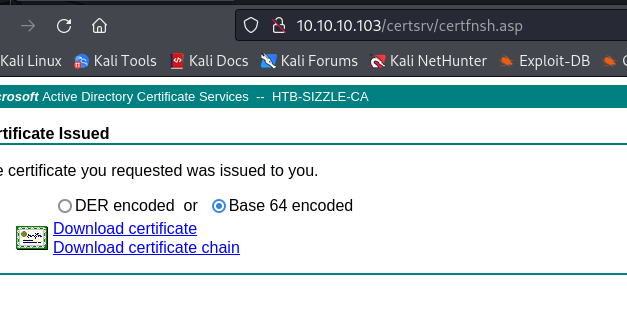 10.10.10.103/certsrv/certfnsh.asp
Kali Linux Kali Tools Kali Docs Kali Forums Kali NetHunter Exploit-DB
crosoft Active Directory Certificate Services -- HTB-SIZZLE-CA
rtificate Issued
e certificate you requested was issued to you.
DER encoded or Base 64 encoded
Download certificate
Download certificate chain